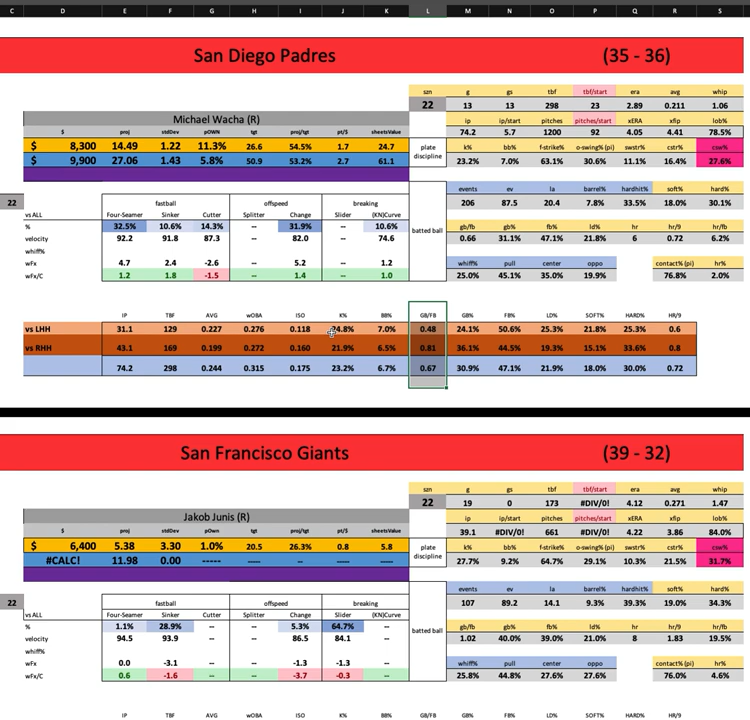 C D E F G H I J K L M N O P Q R S
San Diego Padres (35 - 36)
szn g gs tbf tbf/start era avg whip
22 13 13 298 23 2.89 0.211 1.06
Michael Wacha (R) ip ip/start pitches pitches/start xERA xfip lob%
74.2 5.7 1200 92 4.05 4.41 78.5%
$ proj stdDev pOWN tgt proj/tgt pt/$ sheetsValue
$ 8,300 14.49 1.22 11.3% 26.6 54.5% 1.7 24.7
plate discipline k% bb% f-strike% o-swing% (pi) swstr% cstr% csw%
$ 9,900 27.06 1.43 5.8% 50.9 53.2% 2.7 61.1
23.2% 7.0% 63.1% 30.6% 11.1% 16.4% 27.6%
events ev la barrel% hardhit% soft% hard%
22 fastball offspeed breaking 206 87.5 20.4 7.8% 33.5% 18.0% 30.1%
vs ALL Four-Seamer Sinker Cutter Splitter Change Slider (KN)Curve
% 32.5% 10.6% 14.3% -- 31.9% -- 10.6%
batted ball gb/fb gb% fb% ld% hr hr/9 hr/fb
velocity 92.2 91.8 87.3 -- 82.0 -- 74.6
0.66 31.1% 47.1% 21.8% 6 0.72 6.2%
whiff%
wFx 4.7 2.4 -2.6 -- 5.2 -- 1.2
whiff% pull center oppo contact% (pi) hr%
wFx/C 1.2 1.8 -1.5 -- 1.4 -- 1.0
25.0% 45.1% 35.0% 19.9% 76.8% 2.0%
IP TBF AVG wOBA ISO K% BB% GB/FB GB% FB% LD% SOFT% HARD% HR/9
vs LHH 31.1 129 0.227 0.276 0.118 24.8% 7.0% 0.48 24.1% 50.6% 25.3% 21.8% 25.3% 0.6
vs RHH 43.1 169 0.199 0.272 0.160 21.9% 6.5% 0.81 36.1% 44.5% 19.3% 15.1% 33.6% 0.8
74.2 298 0.244 0.315 0.175 23.2% 6.7% 0.67 30.9% 47.1% 21.9% 18.0% 30.0% 0.72
San Francisco Giants (39 - 32)
szn g gs tbf tbf/start era avg whip
22 19 0 173 #DIV/0! 4.12 0.271 1.47
Jakob Junis (R) ip ip/start pitches pitches/start xERA xfip lob%
39.1 #DIV/0! 661 #DIV/0! 4.22 3.86 84.0%
$ proj stdDev pOwn tgt proj/tgt pt/$ sheetsValue
$ 6,400 5.38 3.30 1.0% 20.5 26.3% 0.8 5.8
plate discipline k% bb% f-strike% o-swing% (pi) swstr% cstr% csw%
#CALC! 11.98 0.00 ----- ---- -- -- ----
27.7% 9.2% 64.7% 29.1% 10.3% 21.5% 31.7%
events ev la barrel% hardhit% soft% hard%
22 fastball offspeed breaking 107 89.2 14.1 9.3% 39.3% 19.0% 34.3%
vs ALL Four-Seamer Sinker Cutter Splitter Change Slider (KN)Curve
% 1.1% 28.9% -- -- 5.3% 64.7% --
batted ball gb/fb gb% fb% ld% hr hr/9 hr/fb
velocity 94.5 93.9 -- -- 86.5 84.1 --
1.02 40.0% 39.0% 21.0% 8 1.83 19.5%
whiff%
wFx 0.0 -3.1 -- -- -1.3 -1.3 --
whiff% pull center oppo contact% (pi) hr%
wFx/C 0.6 -1.6 -- -- -3.7 -0.3 --
25.8% 44.8% 27.6% 27.6% 76.0% 4.6%
IP TBF AVG wOBA ISO K% BB% GB/FB GB% FB% LD% SOFT% HARD% HR/9